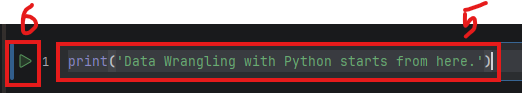 6 5
1 print('Data Wrangling with Python starts from here.')